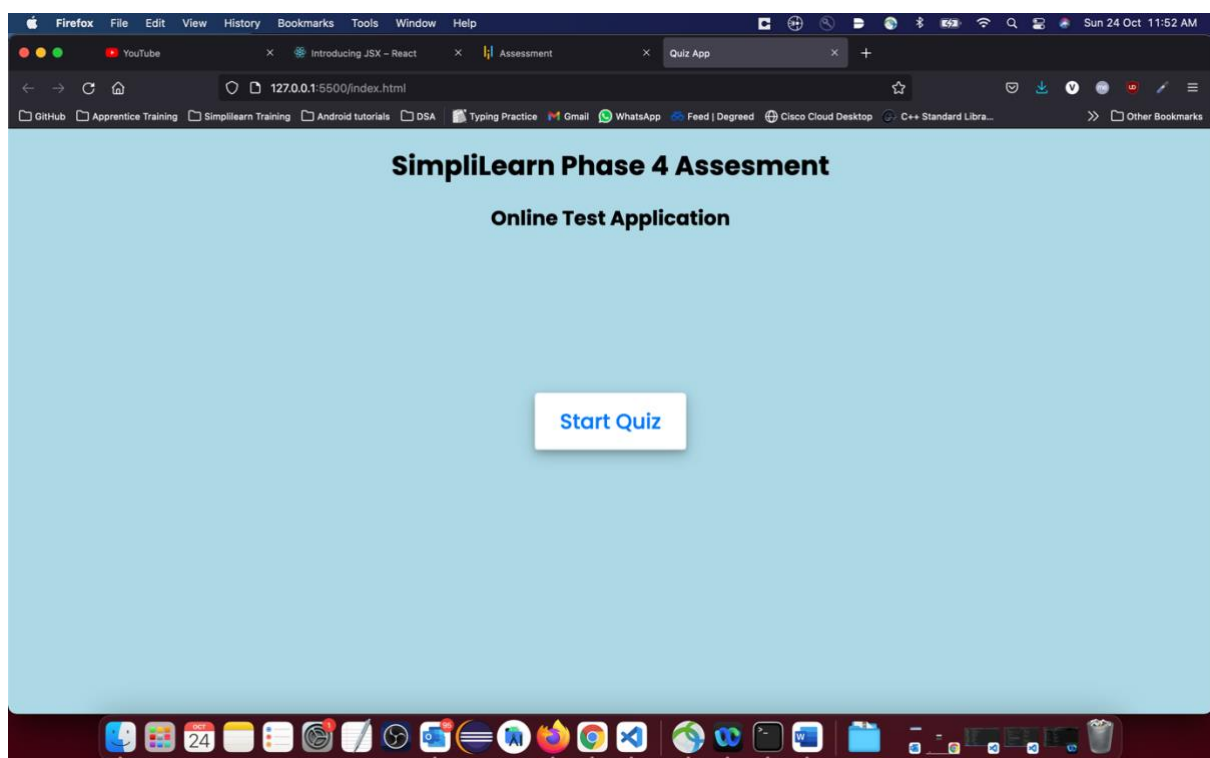 Firefox File Edit View History Bookmarks Tools Window Help Sun 24 Oct 11:52 AM
YouTube Introducing JSX – React Assessment Quiz App
127.0.0.1:5500/index.html
GitHub Apprentice Training Simplilearn Training Android tutorials DSA Typing Practice Gmail WhatsApp Feed | Degreed Cisco Cloud Desktop C++ Standard Libra... Other Bookmarks
SimpliLearn Phase 4 Assesment
Online Test Application
Start Quiz
OCT
24